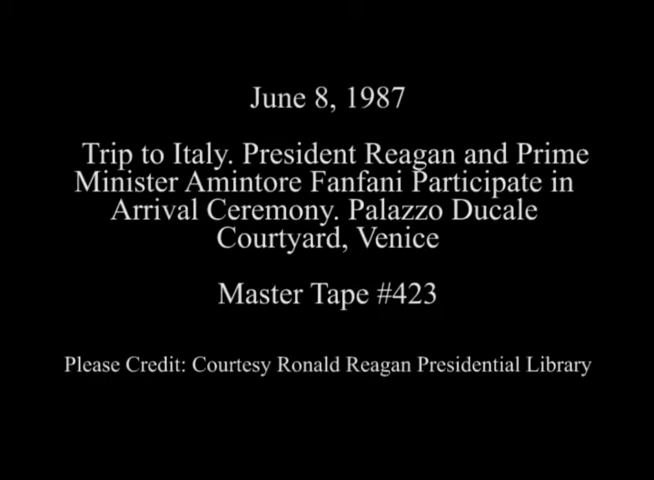 June 8, 1987
Trip to Italy. President Reagan and Prime
Minister Amintore Fanfani Participate in
Arrival Ceremony. Palazzo Ducale
Courtyard, Venice
Master Tape #423
Please Credit: Courtesy Ronald Reagan Presidential Library